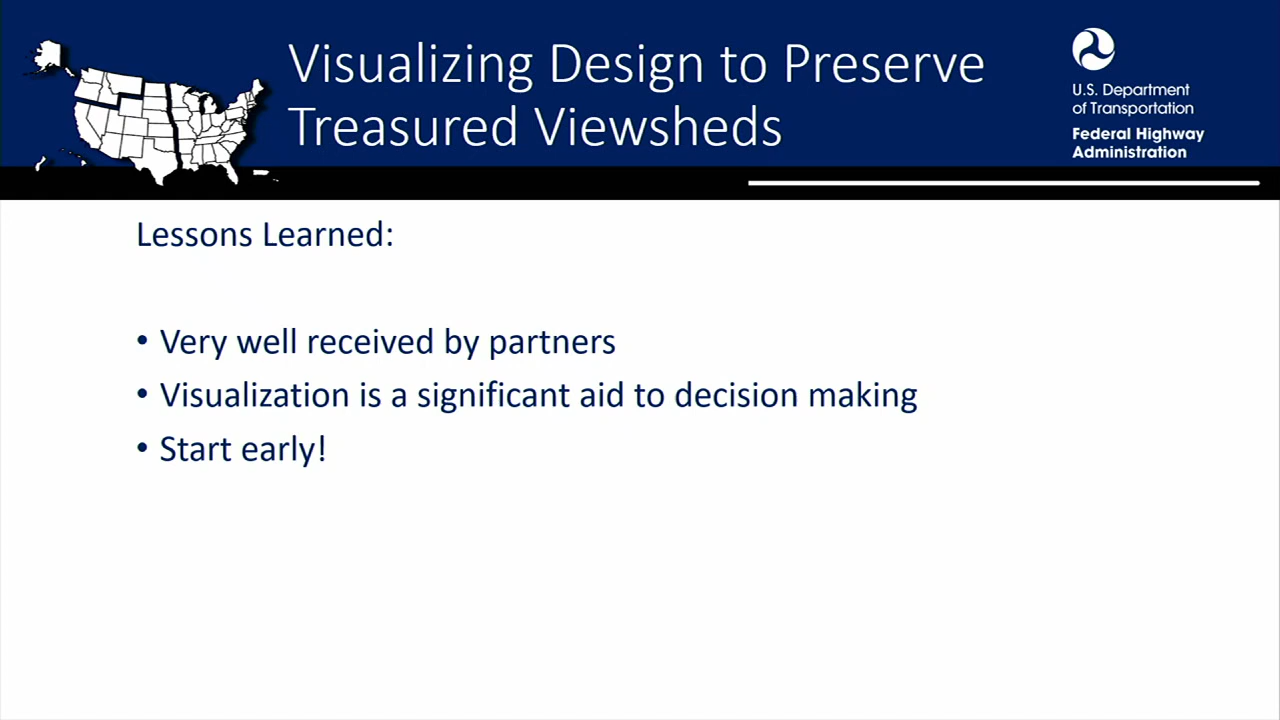 Visualizing Design to Preserve
Treasured Viewsheds
U.S. Department
of Transportation
Federal Highway
Administration
Lessons Learned:
• Very well received by partners
• Visualization is a significant aid to decision making
• Start early!